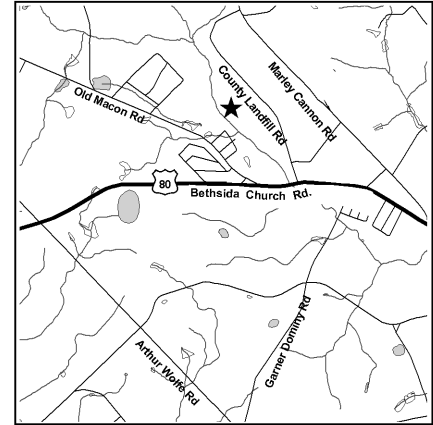 Old Macon Rd
County Landfill Rd
Marley Cannon Rd
80
Bethsida Church Rd.
Arthur Wolfe Rd
Garner Dominy Rd